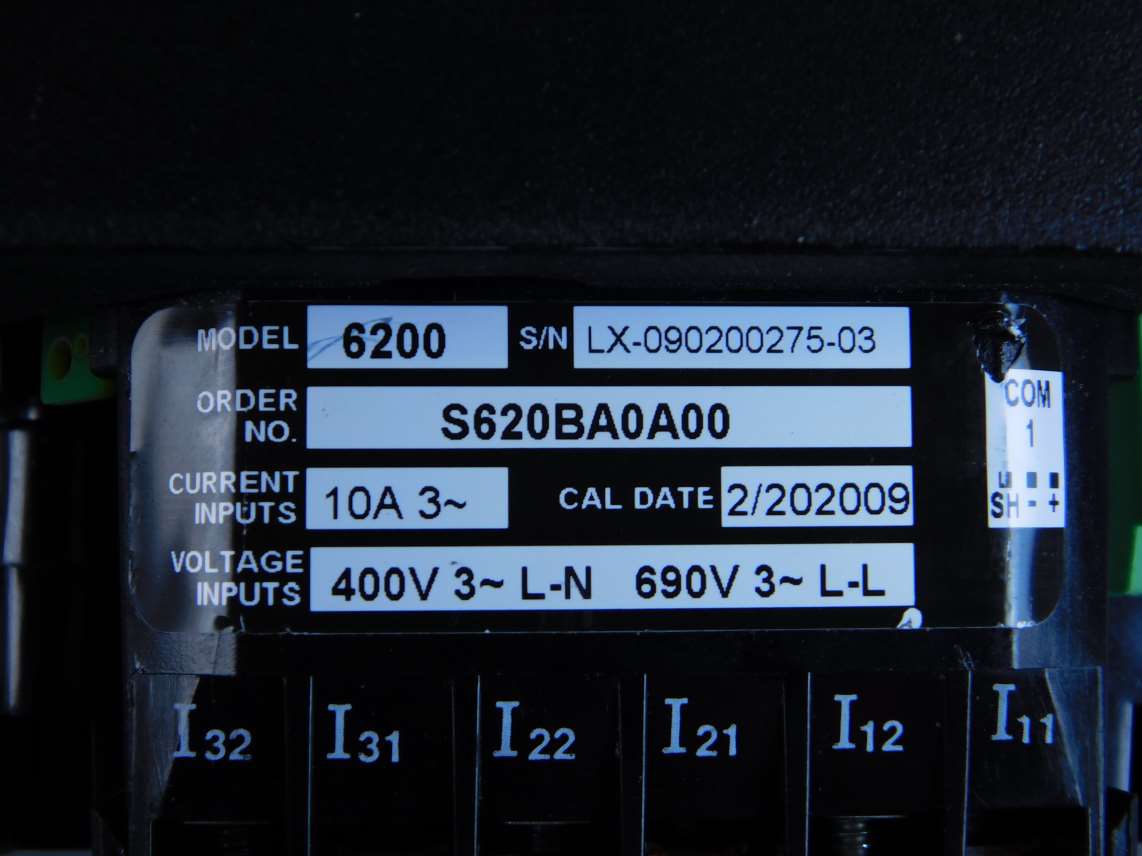 MODEL 6200 S/N LX-090200275-03
ORDER NO. S620BA0A00
CURRENT INPUTS 10A 3~ CAL DATE 2/202009
VOLTAGE INPUTS 400V 3~ L-N 690V 3~ L-L
COM
1
SH - +
I32 I31 I22 I21 I12 I11